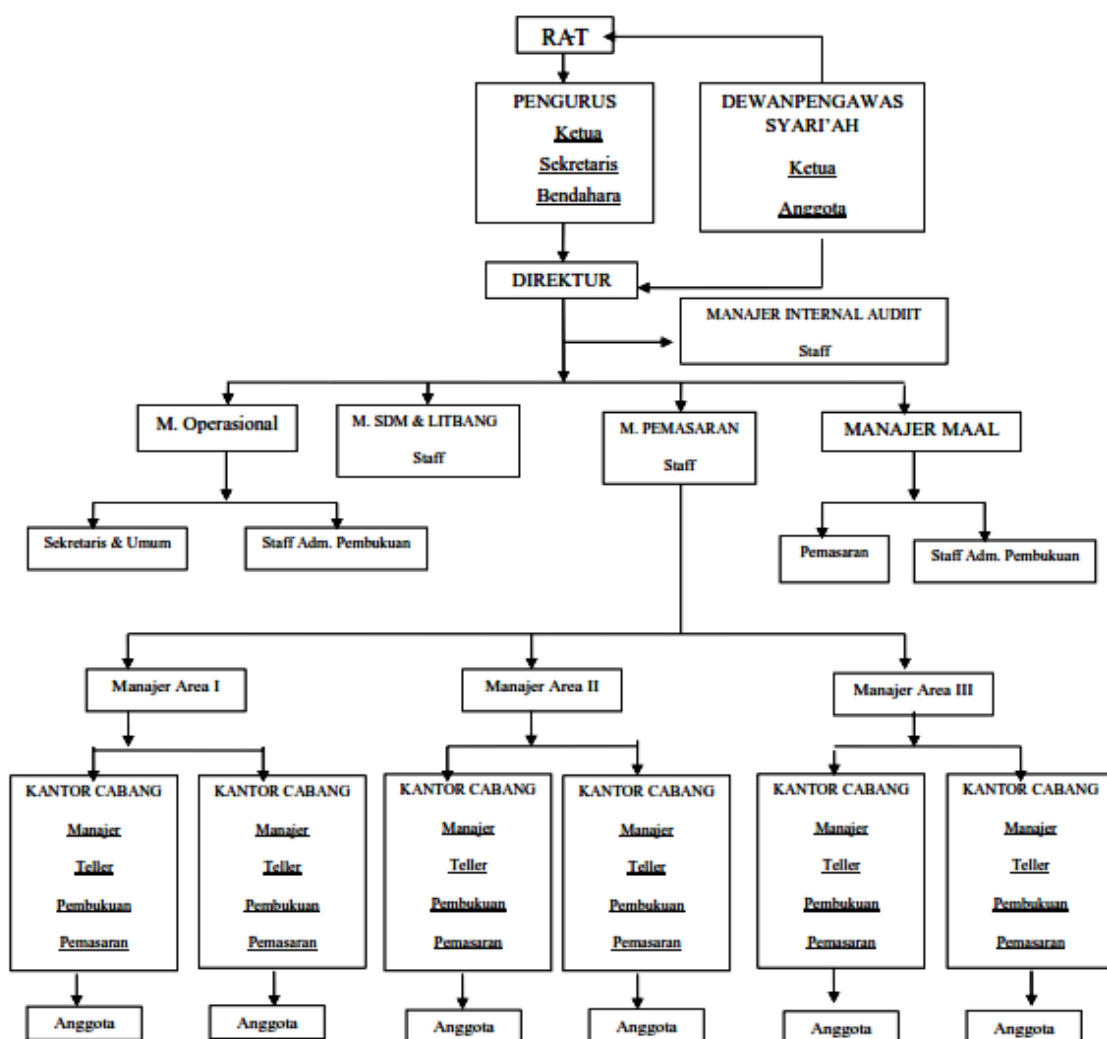 RAT
PENGURUS
Ketua
Sekretaris
Bendahara
DEWANPENGAWAS
SYARI'AH
Ketua
Anggota
DIREKTUR
MANAJER INTERNAL AUDIIT
Staff
M. Operasional
M. SDM & LITBANG
Staff
M. PEMASARAN
Staff
MANAJER MAAL
Sekretaris & Umum
Staff Adm. Pembukuan
Pemasaran
Staff Adm. Pembukuan
Manajer Area I
Manajer Area II
Manajer Area III
KANTOR CABANG
Manajer
Teller
Pembukuan
Pemasaran
KANTOR CABANG
Manajer
Teller
Pembukuan
Pemasaran
KANTOR CABANG
Manajer
Teller
Pembukuan
Pemasaran
KANTOR CABANG
Manajer
Teller
Pembukuan
Pemasaran
KANTOR CABANG
Manajer
Teller
Pembukuan
Pemasaran
KANTOR CABANG
Manajer
Teller
Pembukuan
Pemasaran
Anggota
Anggota
Anggota
Anggota
Anggota
Anggota